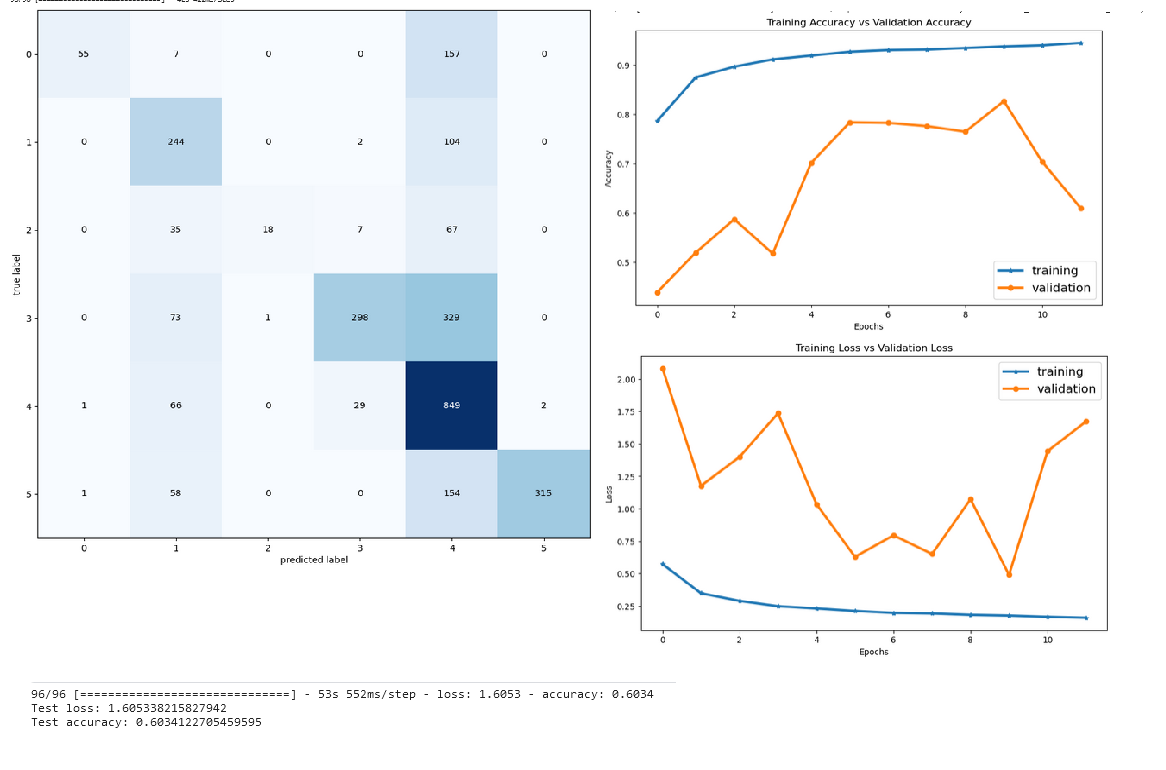 0 55 7 0 0 157 0
1 0 244 0 2 104 0
2 0 35 18 7 67 0
3 0 73 1 298 329 0
4 1 66 0 29 849 2
5 1 58 0 0 154 315
0 1 2 3 4 5
true label
predicted label
Training Accuracy vs Validation Accuracy
0.9
0.8
0.7
0.6
0.5
Accuracy
training
validation
0 2 4 6 8 10
Epochs
Training Loss vs Validation Loss
2.00
1.75
1.50
1.25
1.00
0.75
0.50
0.25
Loss
training
validation
0 2 4 6 8 10
Epochs
96/96 [==============================] - 53s 552ms/step - loss: 1.6053 - accuracy: 0.6034
Test loss: 1.605338215827942
Test accuracy: 0.6034122705459595